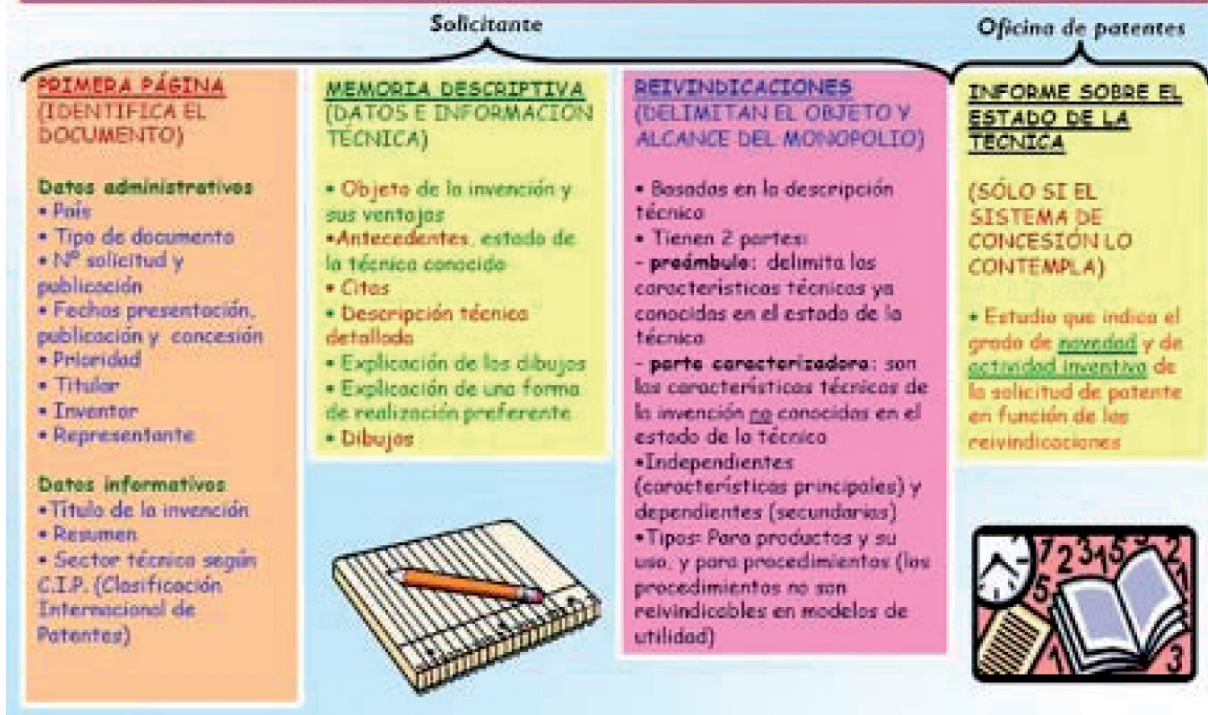 Solicitante
Oficina de patentes
PRIMERA PÁGINA
(IDENTIFICA EL
DOCUMENTO)
Datos administrativos
• País
• Tipo de documento
• Nº solicitud y
publicación
• Fechas presentación,
publicación y concesión
• Prioridad
• Titular
• Inventor
• Representante
Datos informativos
• Título de la invención
• Resumen
• Sector técnico según
C.I.P. (Clasificación
Internacional de
Patentes)
MEMORIA DESCRIPTIVA
(DATOS E INFORMACIÓN
TÉCNICA)
• Objeto de la invención y
sus ventajas
•Antecedentes, estado de
la técnica conocido
• Citas
• Descripción técnica
detallada
• Explicación de los dibujos
• Explicación de una forma
de realización preferente
• Dibujos
REIVINDICACIONES
(DELIMITAN EL OBJETO Y
ALCANCE DEL MONOPOLIO)
• Basadas en la descripción
técnica
• Tienen 2 partes:
- preámbulo: delimita las
características técnicas ya
conocidas en el estado de la
técnica
- parte caracterizadora: son
las características técnicas de
la invención no conocidas en el
estado de la técnica
•Independientes
(características principales) y
dependientes (secundarias)
•Tipos: Para productos y su
uso, y para procedimientos (los
procedimientos no son
reivindicables en modelos de
utilidad)
INFORME SOBRE EL
ESTADO DE LA
TÉCNICA
(SÓLO SI EL
SISTEMA DE
CONCESIÓN LO
CONTEMPLA)
• Estudio que indica el
grado de novedad y de
actividad inventiva de
la solicitud de patente
en función de las
reivindicaciones